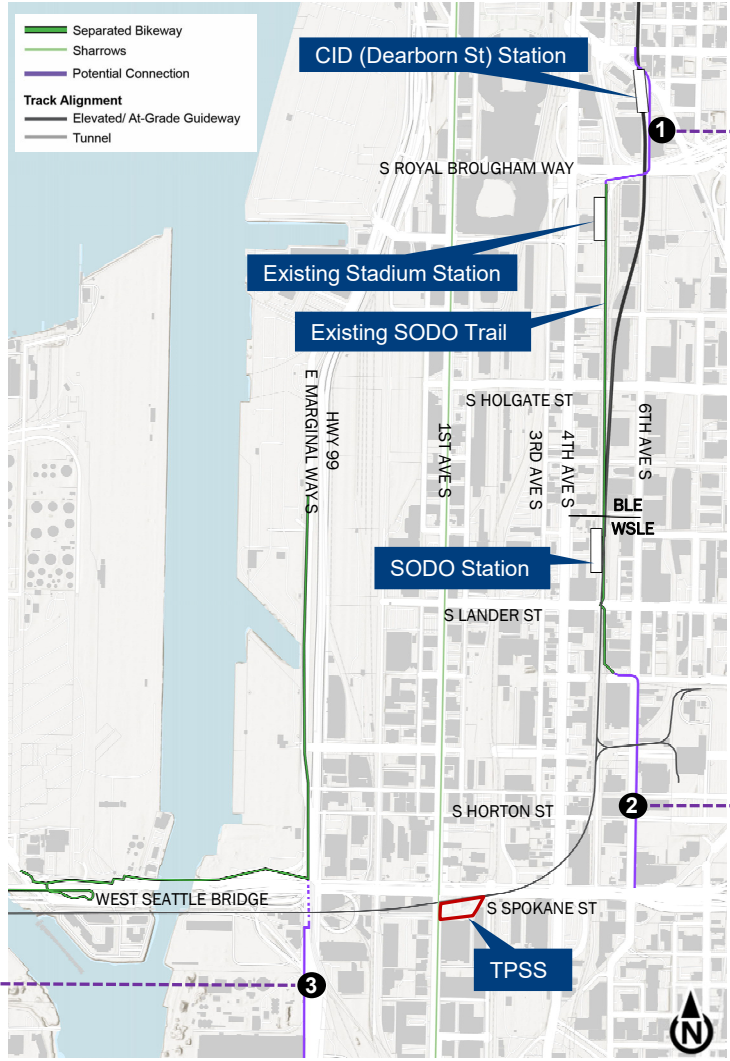 Separated Bikeway
Sharrows
Potential Connection
Track Alignment
Elevated/ At-Grade Guideway
Tunnel
CID (Dearborn St) Station
1
S ROYAL BROUGHAM WAY
Existing Stadium Station
Existing SODO Trail
E MARGINAL WAY S
HWY 99
S HOLGATE ST
1ST AVE S
3RD AVE S
4TH AVE S
6TH AVE S
BLE
WSLE
SODO Station
S LANDER ST
S HORTON ST
2
WEST SEATTLE BRIDGE
S SPOKANE ST
TPSS
3
N